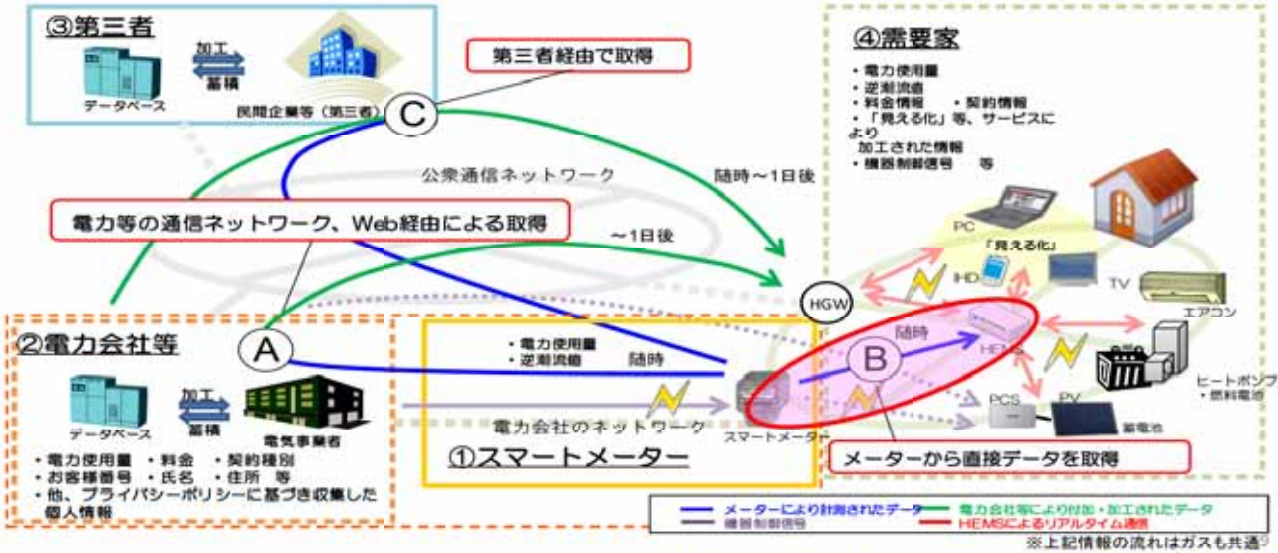 ③第三者
加工
蓄積
データベース
民間企業等（第三者）
C
第三者経由で取得
公衆通信ネットワーク
随時～1日後
電力等の通信ネットワーク、Web経由による取得
～1日後
④需要家
・電力使用量
・逆潮流値
・料金情報　・契約情報
・「見える化」等、サービスに
より
加工された情報
・機器制御信号　等
PC
「見える化」
IHD
TV
エアコン
HGW
随時
B
HEMS
ヒートポンプ
・燃料電池
PCS
PV
蓄電池
②電力会社等
A
加工
蓄積
データベース
電気事業者
・電力使用量　・料金　・契約種別
・お客様番号　・氏名　・住所　等
・他、プライバシーポリシーに基づき収集した
個人情報
・電力使用量
・逆潮流値　随時
電力会社のネットワーク
スマートメーター
①スマートメーター
メーターから直接データを取得
メーターにより計測されたデータ
電力会社等により付加・加工されたデータ
機器制御信号
HEMSによるリアルタイム通信
※上記情報の流れはガスも共通
9